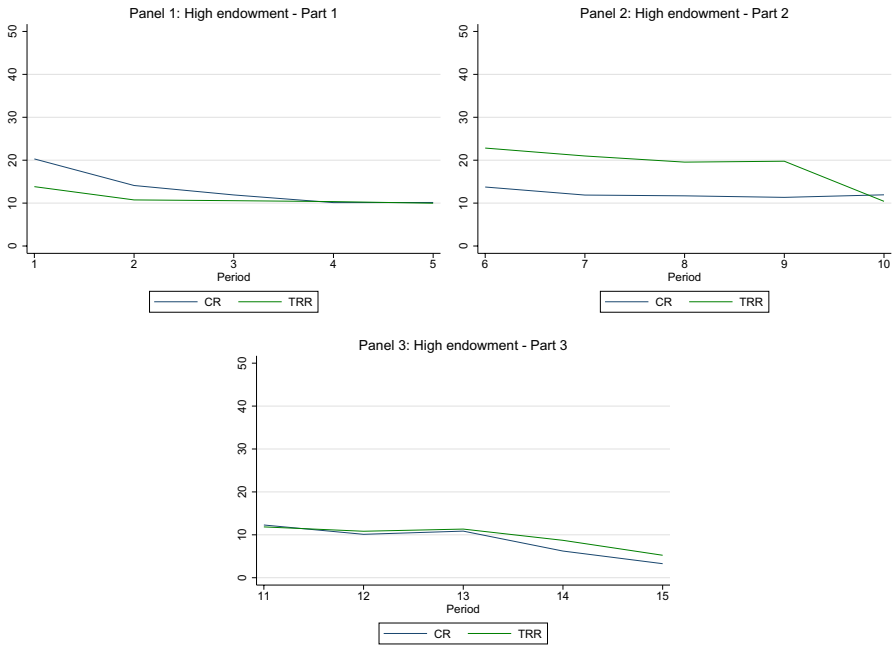 Panel 1: High endowment - Part 1
50
40
30
20
10
0
1 2 3 4 5
Period
CR TRR
Panel 2: High endowment - Part 2
50
40
30
20
10
0
6 7 8 9 10
Period
CR TRR
Panel 3: High endowment - Part 3
50
40
30
20
10
0
11 12 13 14 15
Period
CR TRR